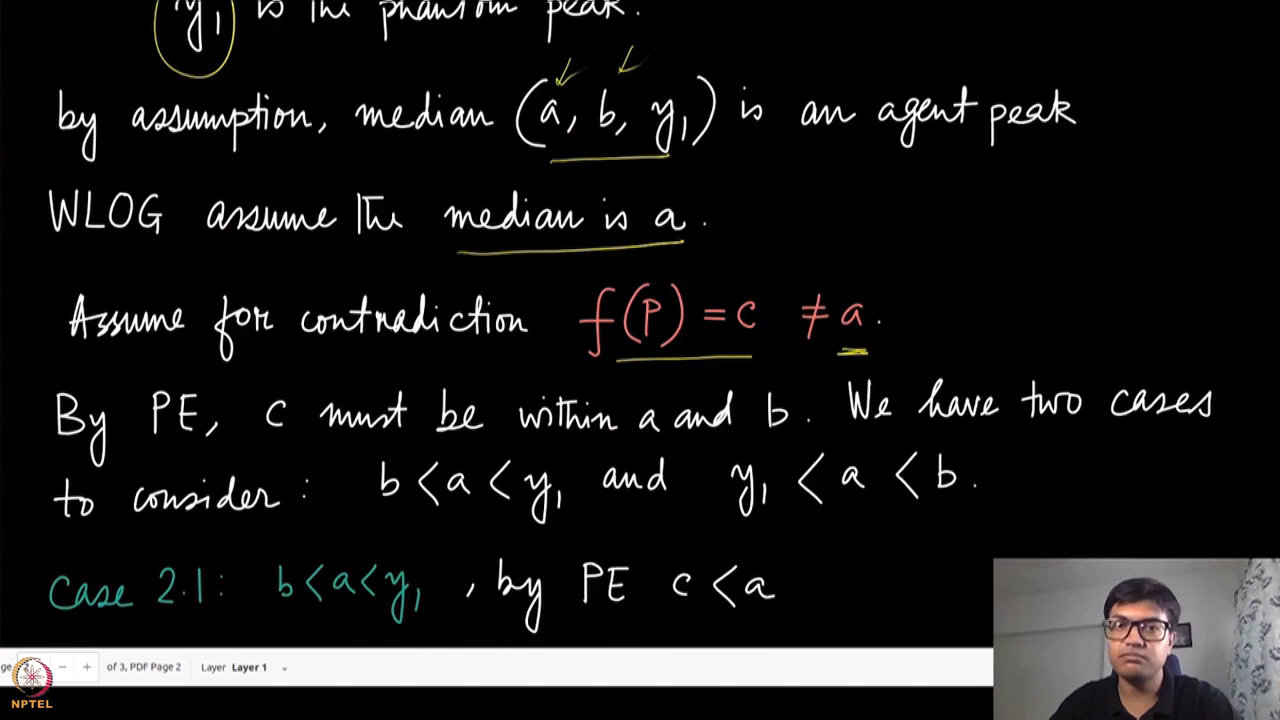 y₁ is the phantom peak.
by assumption, median (a, b, y₁) is an agent peak
WLOG assume the median is a.
Assume for contradiction f(P) = c ≠ a.
By PE, c must be within a and b. We have two cases
to consider: b < a < y₁ and y₁ < a < b.
Case 2.1: b < a < y₁, by PE c < a
of 3, PDF Page 2 Layer Layer 1
NPTEL